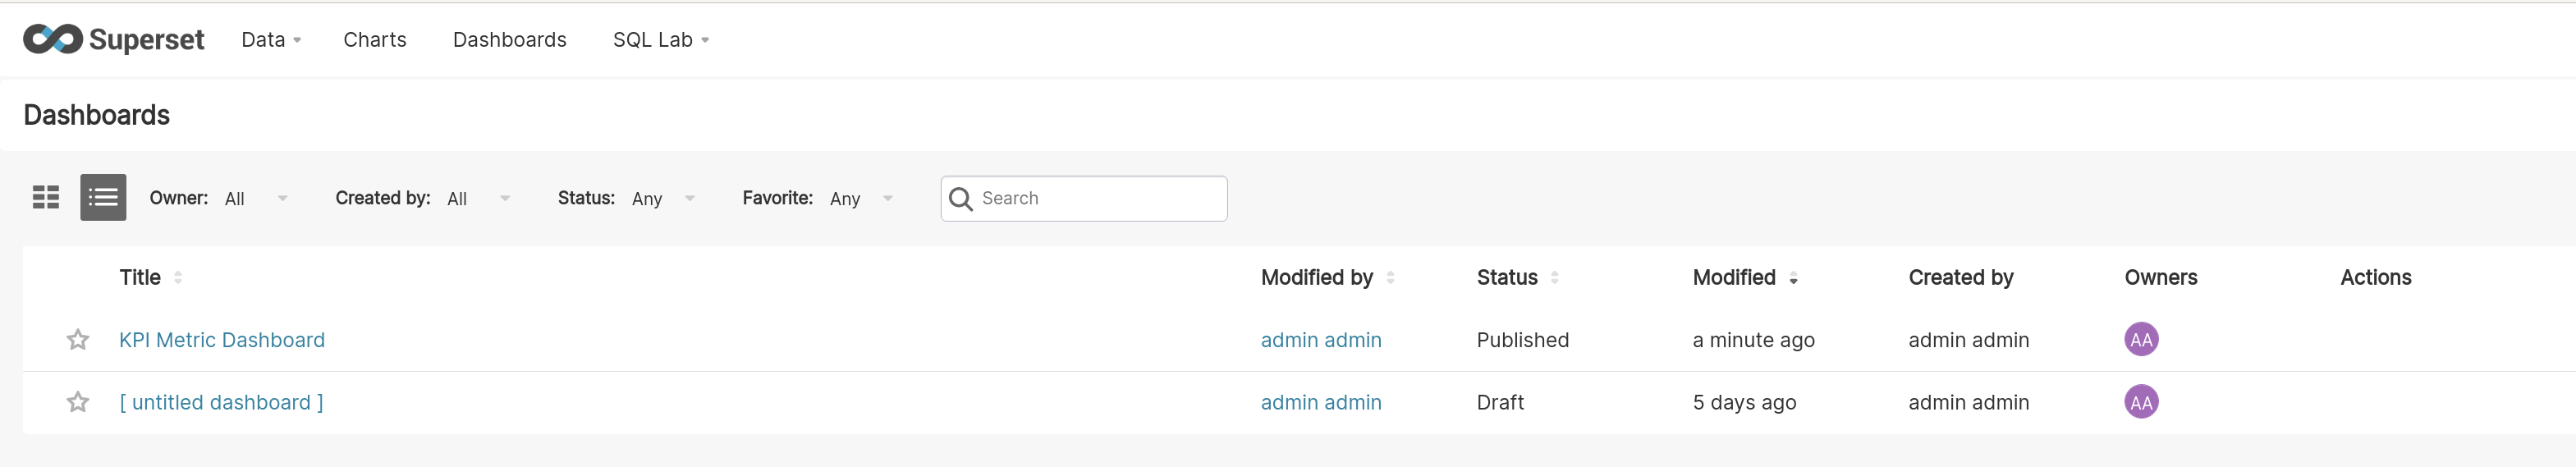 Superset Data Charts Dashboards SQL Lab
Dashboards
Owner: All Created by: All Status: Any Favorite: Any Search
Title Modified by Status Modified Created by Owners Actions
KPI Metric Dashboard admin admin Published a minute ago admin admin AA
[ untitled dashboard ] admin admin Draft 5 days ago admin admin AA